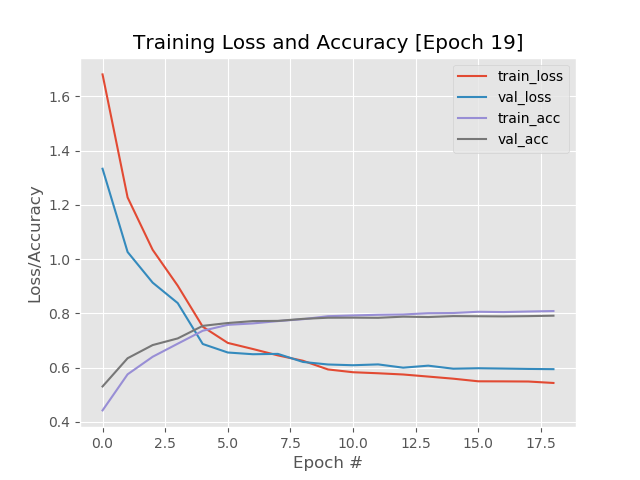 Training Loss and Accuracy [Epoch 19]
train_loss
val_loss
train_acc
val_acc
Loss/Accuracy
1.6
1.4
1.2
1.0
0.8
0.6
0.4
0.0 2.5 5.0 7.5 10.0 12.5 15.0 17.5
Epoch #